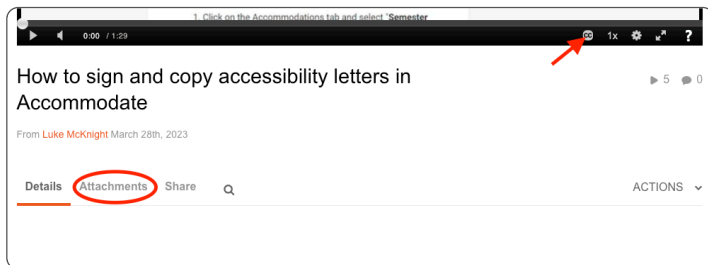 1. Click on the Accommodations tab and select "Semester
0:00 / 1:29
CC 1x ?
How to sign and copy accessibility letters in
Accommodate
5 0
From Luke McKnight March 28th, 2023
Details Attachments Share ACTIONS